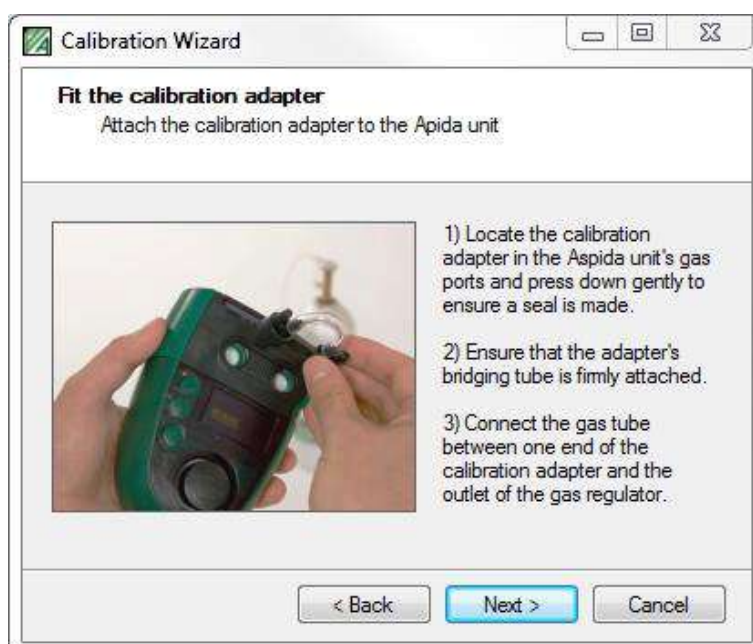 Calibration Wizard
Fit the calibration adapter
Attach the calibration adapter to the Apida unit
1) Locate the calibration
adapter in the Aspida unit's gas
ports and press down gently to
ensure a seal is made.
2) Ensure that the adapter's
bridging tube is firmly attached.
3) Connect the gas tube
between one end of the
calibration adapter and the
outlet of the gas regulator.
< Back
Next >
Cancel